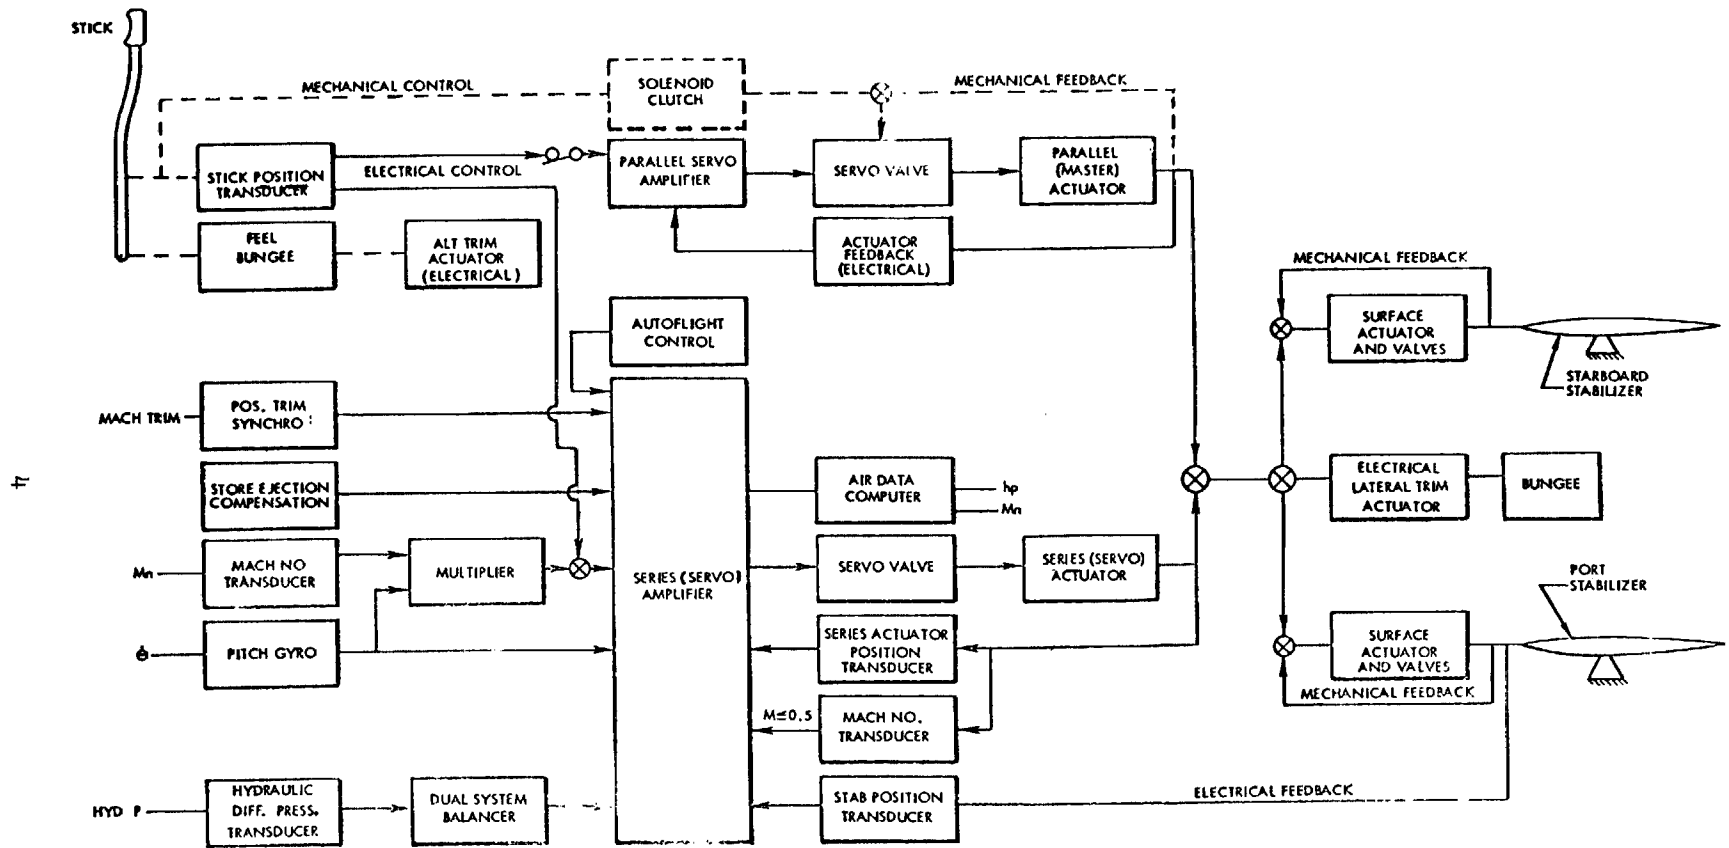 STICK
MECHANICAL CONTROL
SOLENOID
CLUTCH
MECHANICAL FEEDBACK
STICK POSITION
TRANSDUCER
ELECTRICAL CONTROL
PARALLEL SERVO
AMPLIFIER
SERVO VALVE
PARALLEL
(MASTER)
ACTUATOR
FEEL
BUNGEE
ALT TRIM
ACTUATOR
(ELECTRICAL)
ACTUATOR
FEEDBACK
(ELECTRICAL)
MECHANICAL FEEDBACK
AUTOFLIGHT
CONTROL
SURFACE
ACTUATOR
AND VALVES
STARBOARD
STABILIZER
MACH TRIM
POS. TRIM
SYNCHRO
STORE EJECTION
COMPENSATION
AIR DATA
COMPUTER
hp
Mn
ELECTRICAL
LATERAL TRIM
ACTUATOR
BUNGEE
4
Mn
MACH NO
TRANSDUCER
MULTIPLIER
SERIES (SERVO)
AMPLIFIER
SERVO VALVE
SERIES (SERVO)
ACTUATOR
PORT
STABILIZER
θ̇
PITCH GYRO
SERIES ACTUATOR
POSITION
TRANSDUCER
SURFACE
ACTUATOR
AND VALVES
MECHANICAL FEEDBACK
M≤0.5
MACH NO.
TRANSDUCER
HYD P
HYDRAULIC
DIFF. PRESS.
TRANSDUCER
DUAL SYSTEM
BALANCER
STAB POSITION
TRANSDUCER
ELECTRICAL FEEDBACK